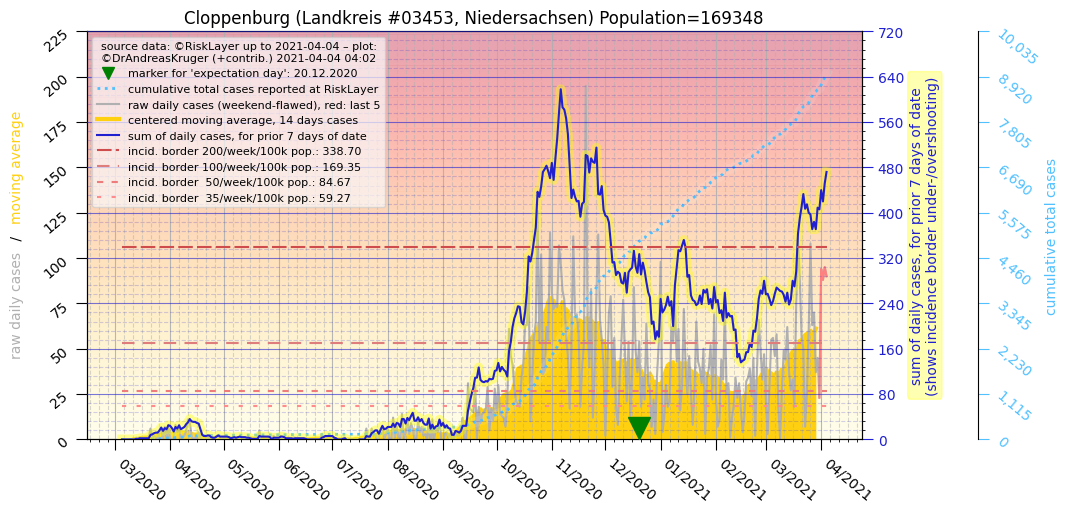 Cloppenburg (Landkreis #03453, Niedersachsen) Population=169348
source data: ©RiskLayer up to 2021-04-04 – plot:
©DrAndreasKruger (+contrib.) 2021-04-04 04:02
marker for 'expectation day': 20.12.2020
cumulative total cases reported at RiskLayer
raw daily cases (weekend-flawed), red: last 5
centered moving average, 14 days cases
sum of daily cases, for prior 7 days of date
incid. border 200/week/100k pop.: 338.70
incid. border 100/week/100k pop.: 169.35
incid. border  50/week/100k pop.: 84.67
incid. border  35/week/100k pop.: 59.27
raw daily cases / moving average
225
200
175
150
125
100
75
50
25
0
03/2020
04/2020
05/2020
06/2020
07/2020
08/2020
09/2020
10/2020
11/2020
12/2020
01/2021
02/2021
03/2021
04/2021
720
640
560
480
400
320
240
160
80
0
sum of daily cases, for prior 7 days of date
(shows incidence border under-/overshooting)
10,035
8,920
7,805
6,690
5,575
4,460
3,345
2,230
1,115
0
cumulative total cases